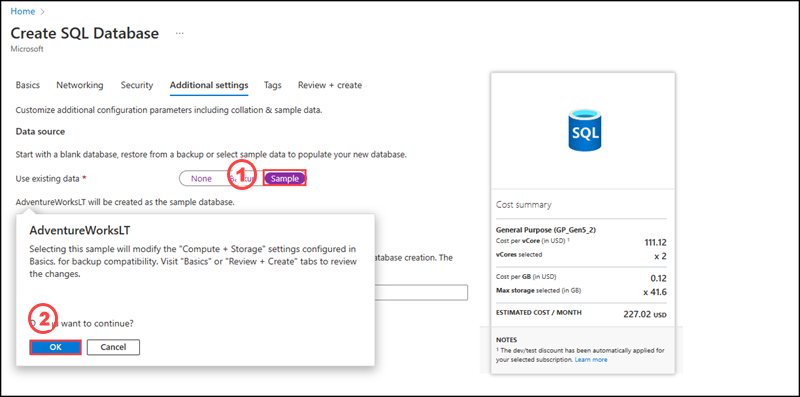 Home >
Create SQL Database ...
Microsoft
Basics Networking Security Additional settings Tags Review + create
Customize additional configuration parameters including collation & sample data.
Data source
Start with a blank database, restore from a backup or select sample data to populate your new database.
Use existing data * None 1 Sample
AdventureWorksLT will be created as the sample database.
AdventureWorksLT
Selecting this sample will modify the "Compute + Storage" settings configured in
Basics, for backup compatibility. Visit "Basics" or "Review + Create" tabs to review
the changes.
database creation. The
2 want to continue?
OK Cancel
SQL
Cost summary
General Purpose (GP_Gen5_2)
Cost per vCore (in USD) ¹ 111.12
vCores selected x 2
Cost per GB (in USD) 0.12
Max storage selected (in GB) x 41.6
ESTIMATED COST / MONTH 227.02 USD
NOTES
¹ The dev/test discount has been automatically applied for
your selected subscription. Learn more